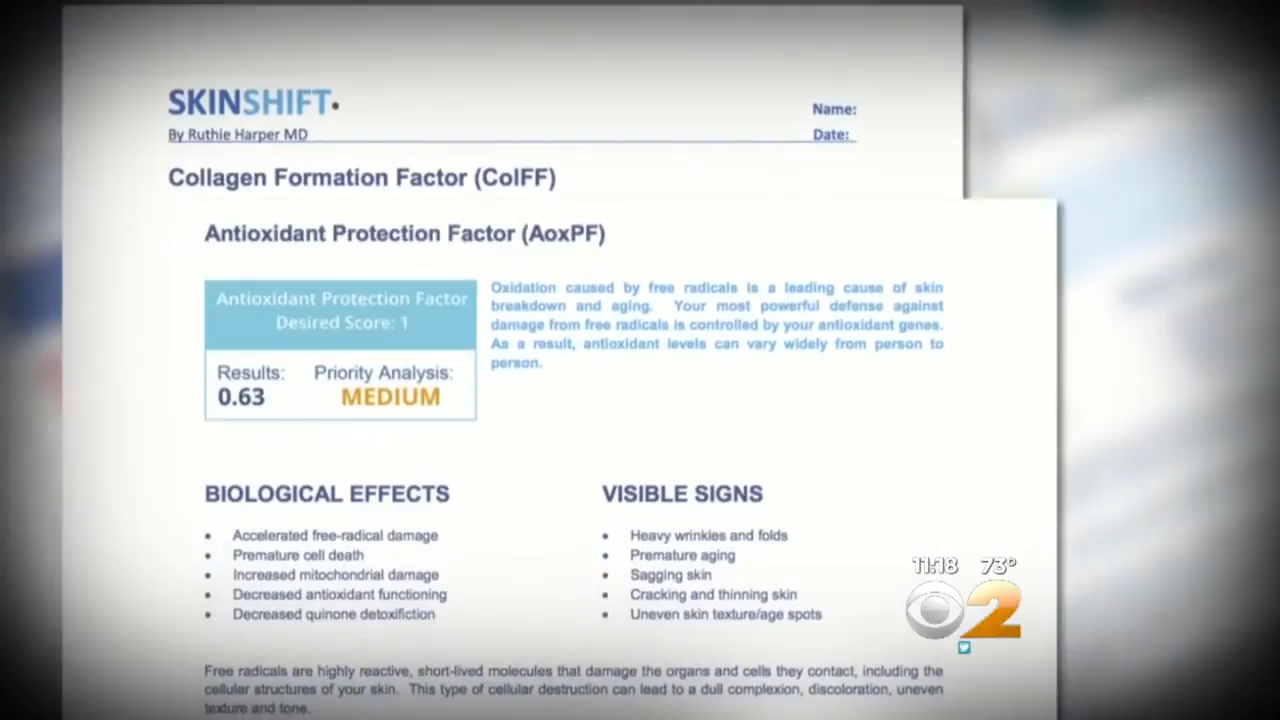 SKINSHIFT.
By Ruthie Harper MD
Name:
Date:
Collagen Formation Factor (ColFF)
Antioxidant Protection Factor (AoxPF)
Antioxidant Protection Factor
Desired Score: 1
Results:
0.63
Priority Analysis:
MEDIUM
Oxidation caused by free radicals is a leading cause of skin
breakdown and aging. Your most powerful defense against
damage from free radicals is controlled by your antioxidant genes.
As a result, antioxidant levels can vary widely from person to
person.
BIOLOGICAL EFFECTS
• Accelerated free-radical damage
• Premature cell death
• Increased mitochondrial damage
• Decreased antioxidant functioning
• Decreased quinone detoxifiction
VISIBLE SIGNS
• Heavy wrinkles and folds
• Premature aging
• Sagging skin
• Cracking and thinning skin
• Uneven skin texture/age spots
11:18 73°
2
Free radicals are highly reactive, short-lived molecules that damage the organs and cells they contact, including the
cellular structures of your skin. This type of cellular destruction can lead to a dull complexion, discoloration, uneven
texture and tone.